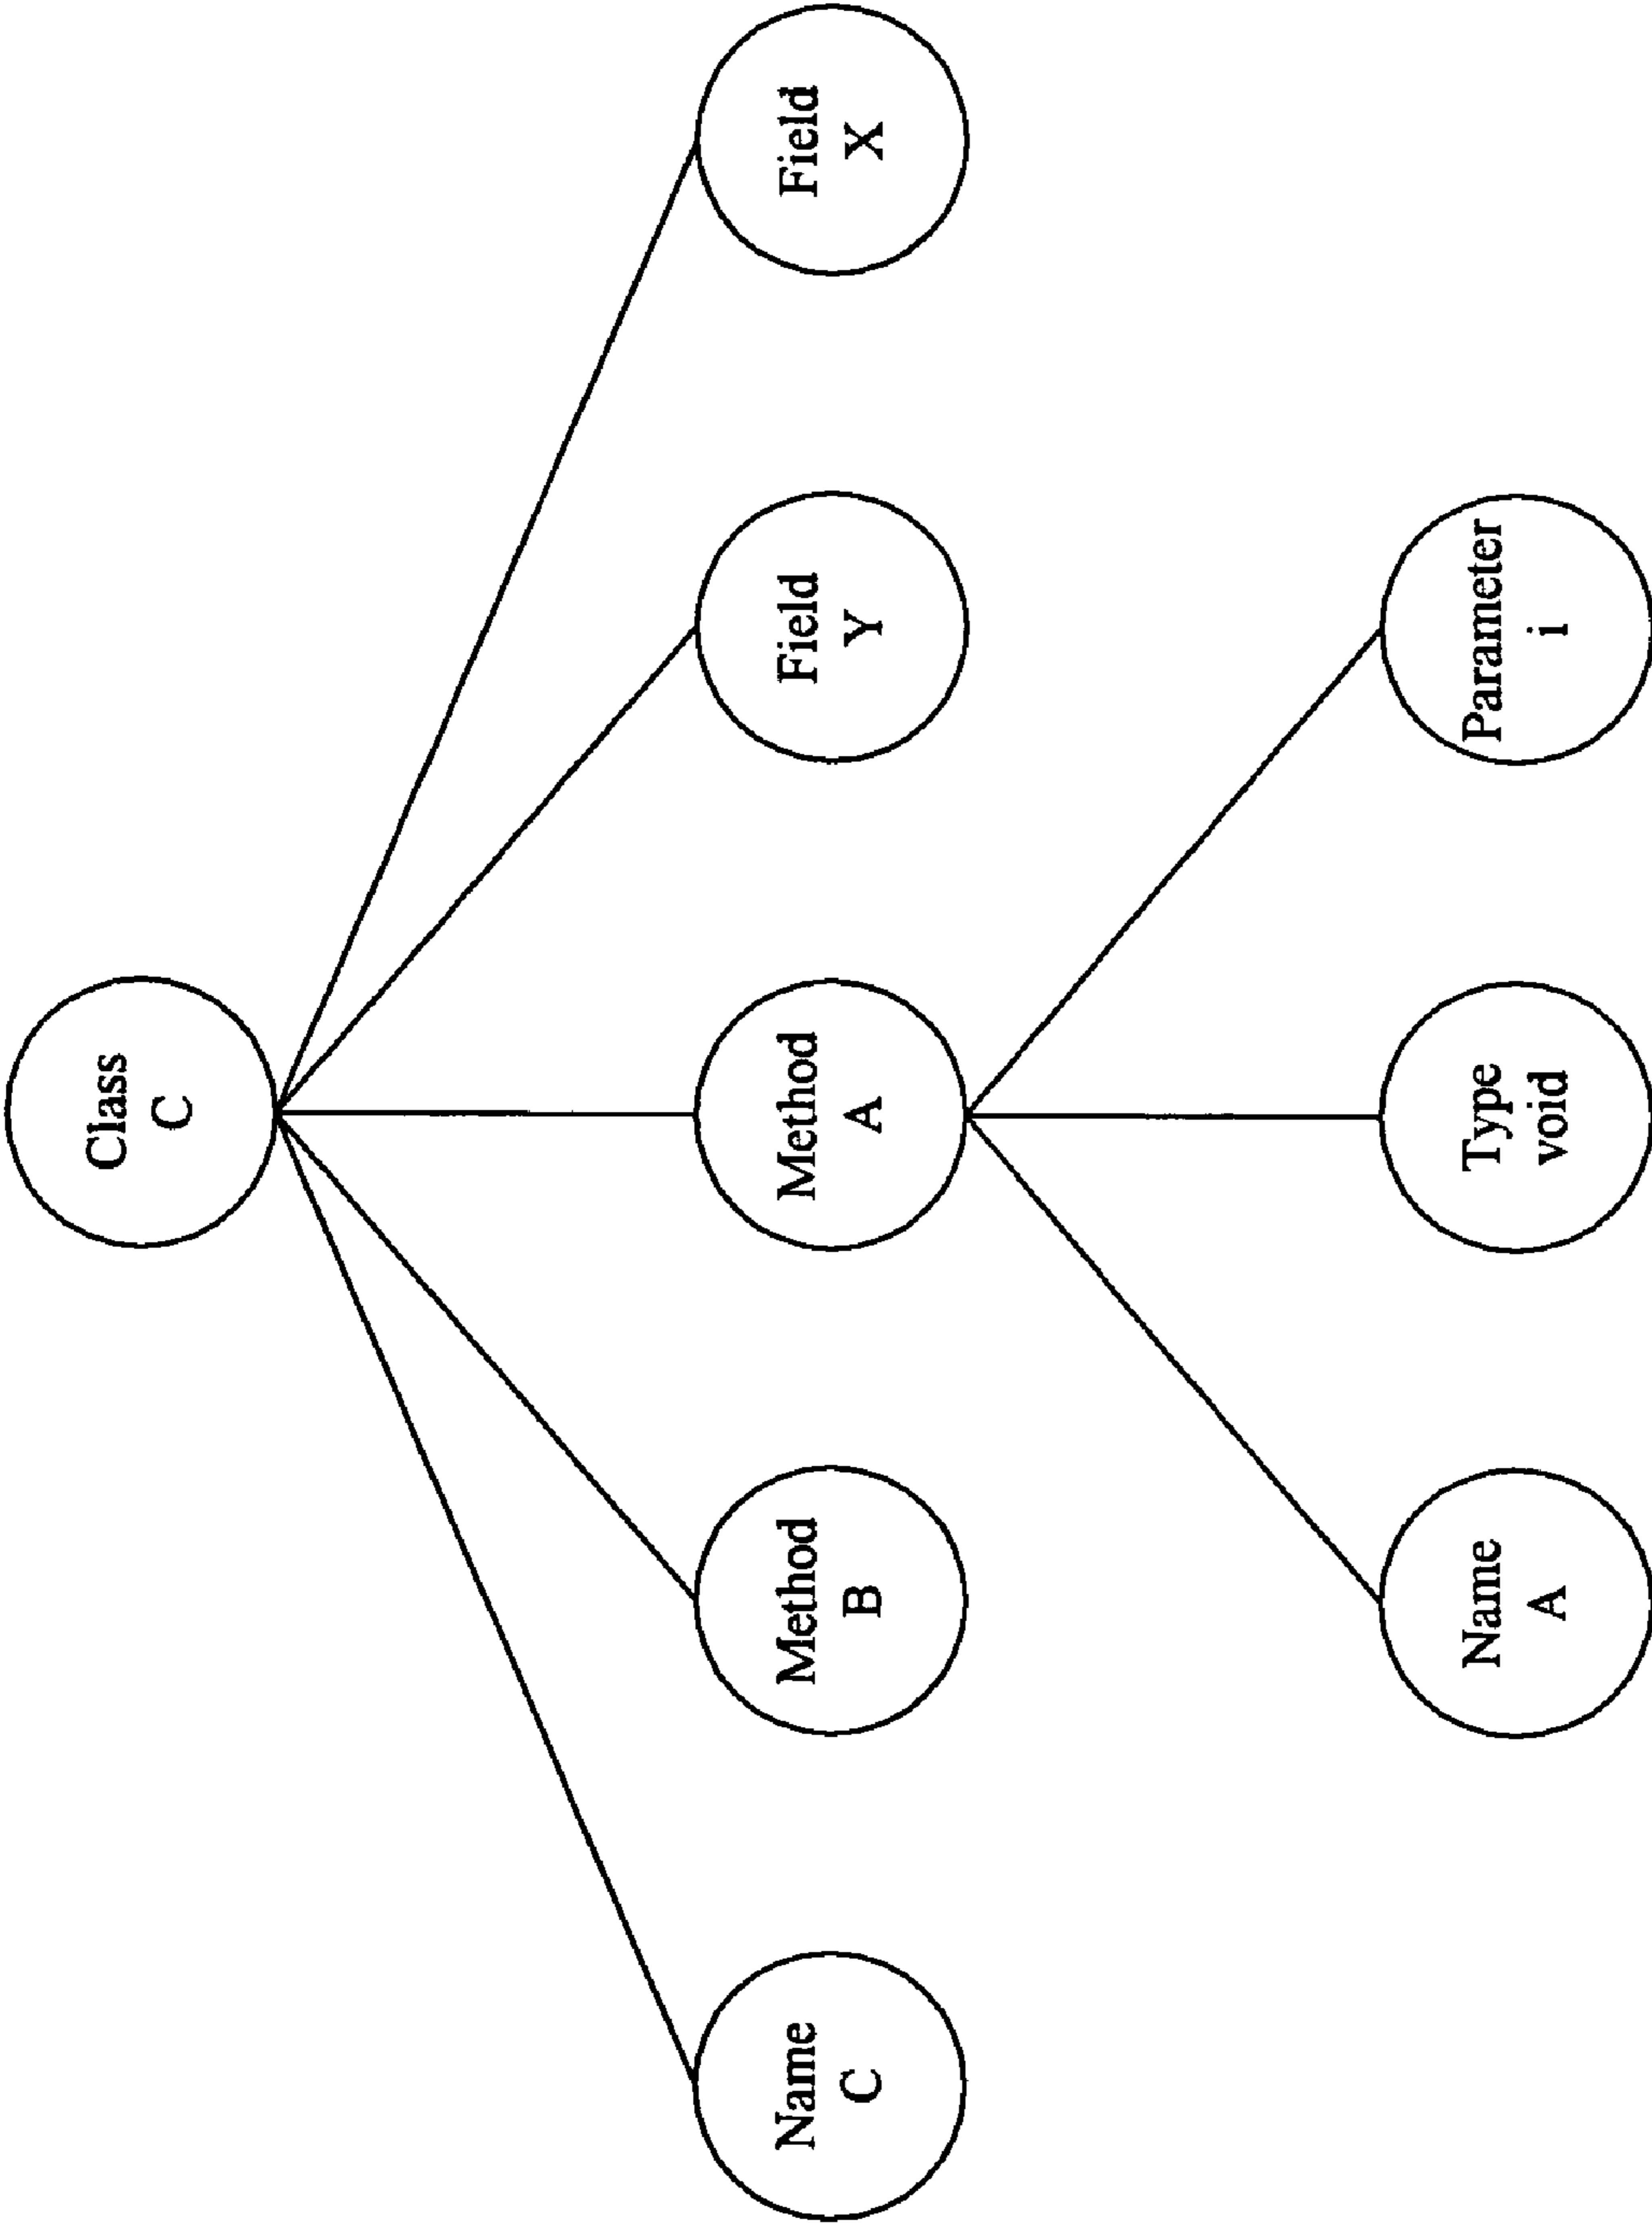 Class
C
Name
C
Method
B
Method
A
Field
Y
Field
X
Name
A
Type
void
Parameter
i